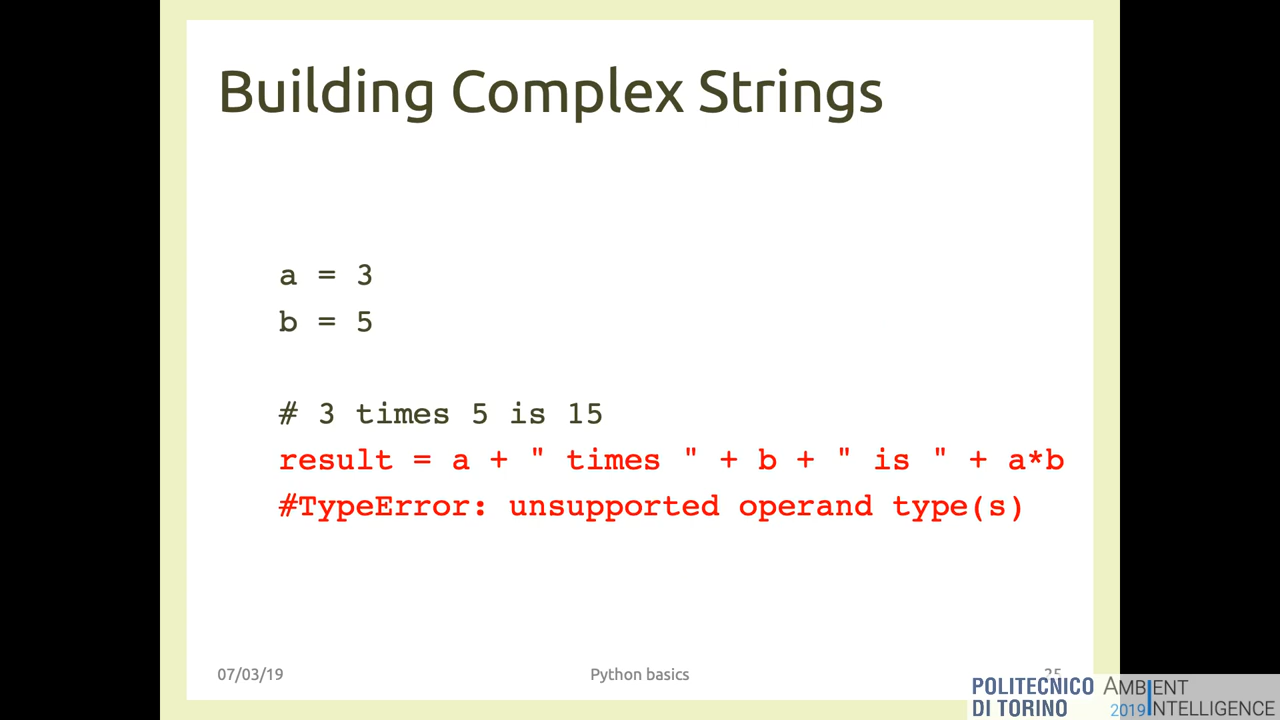 Building Complex Strings
a = 3
b = 5
# 3 times 5 is 15
result = a + " times " + b + " is " + a*b
#TypeError: unsupported operand type(s)
07/03/19
Python basics
25
POLITECNICO
DI TORINO
AMBIENT
2019 INTELLIGENCE